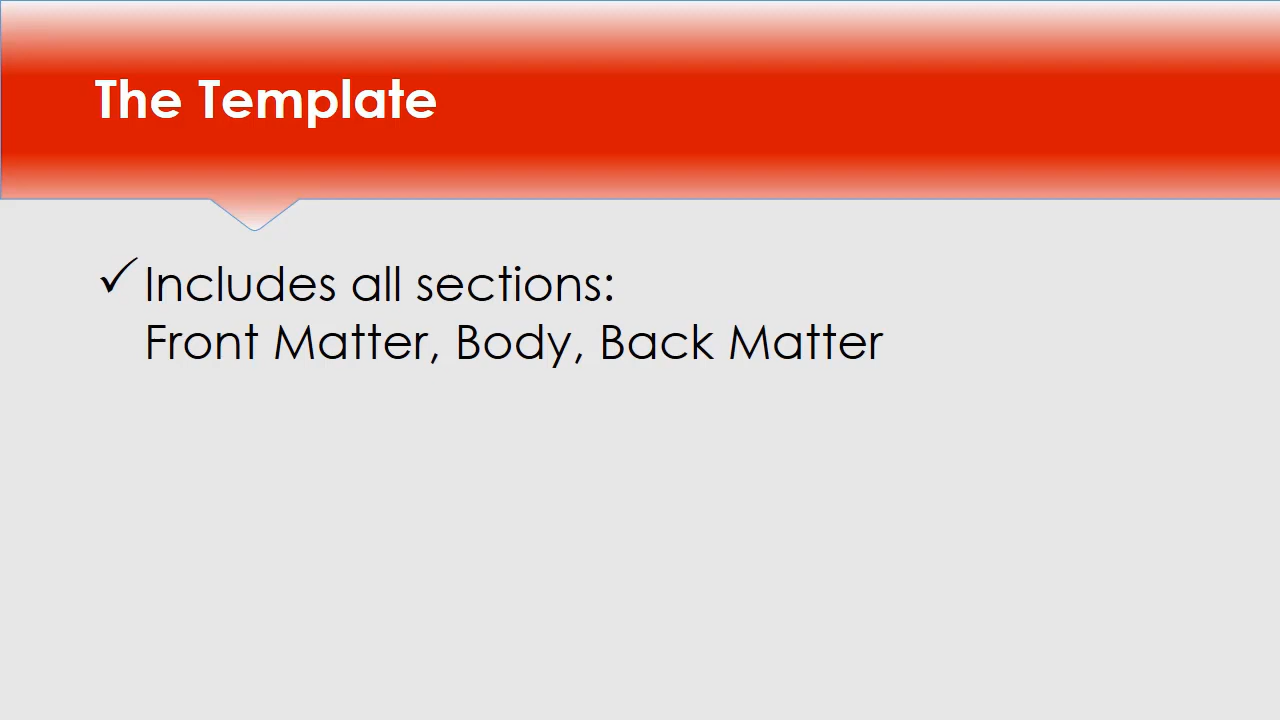 The Template
✓ Includes all sections:
Front Matter, Body, Back Matter